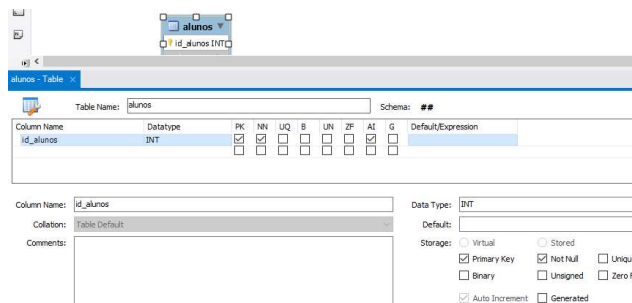 alunos
id_alunos INT
alunos - Table
Table Name: alunos Schema: ##
Column Name Datatype PK NN UQ B UN ZF AI G Default/Expression
id_alunos INT
Column Name: id_alunos Data Type: INT
Collation: Table Default Default:
Comments: Storage: Virtual Stored
Primary Key Not Null Uniqu
Binary Unsigned Zero F
Auto Increment Generated